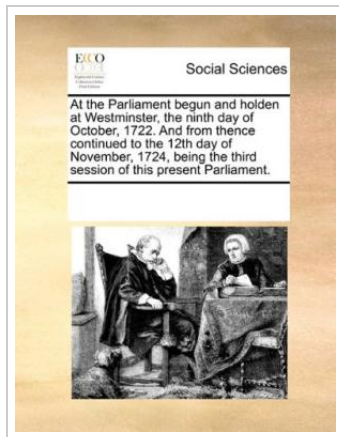 ECCO
Social Sciences
At the Parliament begun and holden
at Westminster, the ninth day of
October, 1722. And from thence
continued to the 12th day of
November, 1724, being the third
session of this present Parliament.